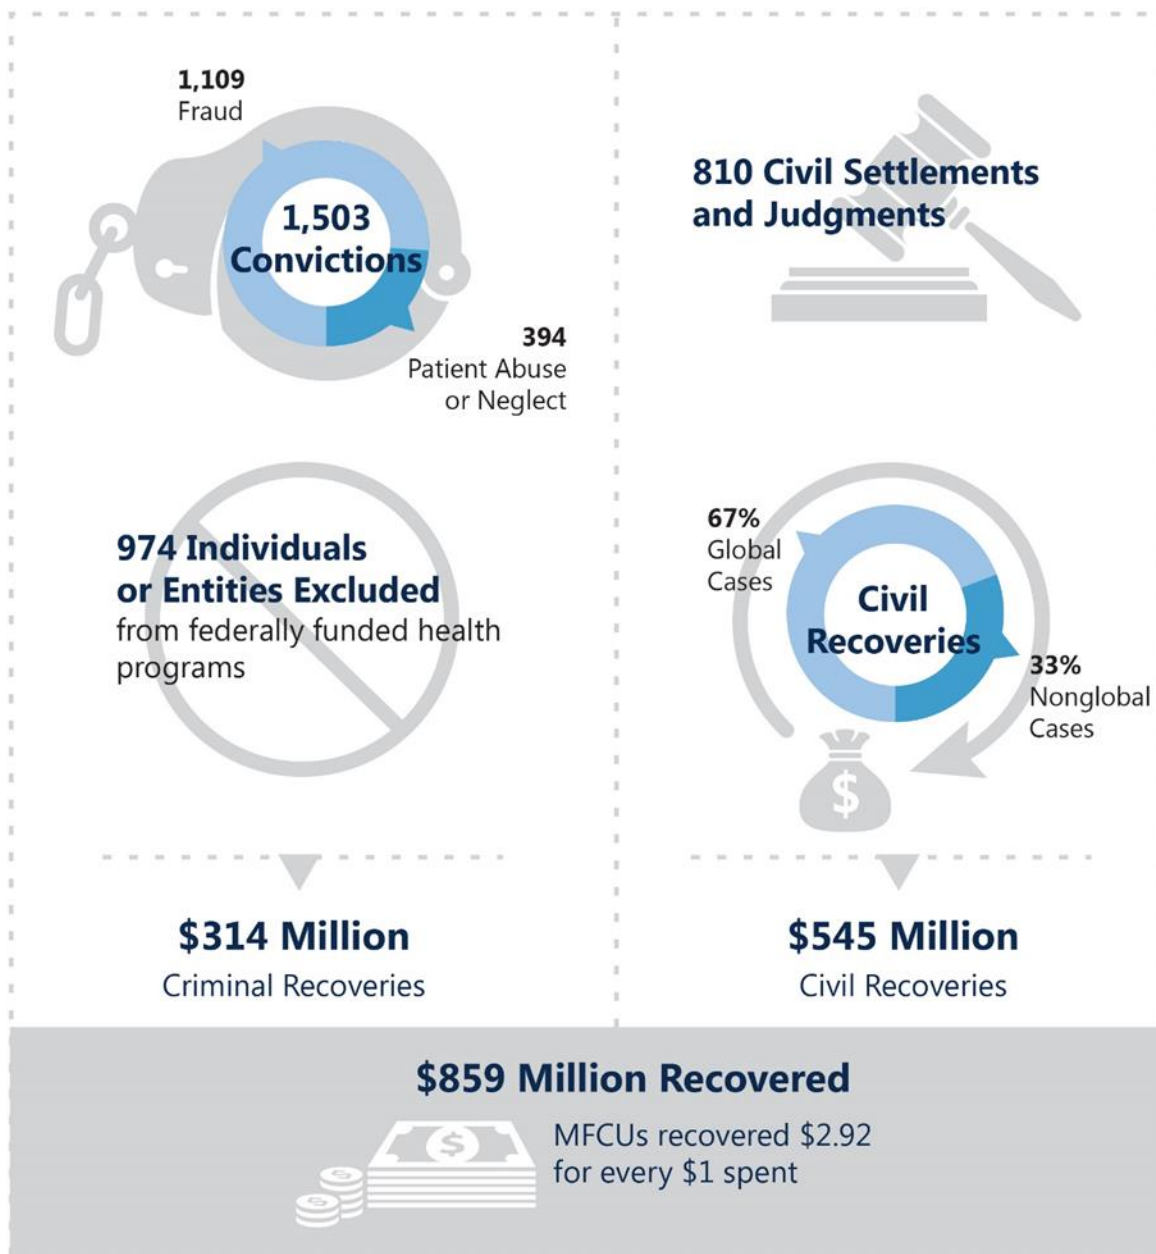 1,109
Fraud
1,503
Convictions
394
Patient Abuse
or Neglect
974 Individuals
or Entities Excluded
from federally funded health
programs
$314 Million
Criminal Recoveries
810 Civil Settlements
and Judgments
67%
Global
Cases
Civil
Recoveries
33%
Nonglobal
Cases
$
$545 Million
Civil Recoveries
$859 Million Recovered
$
$
$
MFCUs recovered $2.92
for every $1 spent